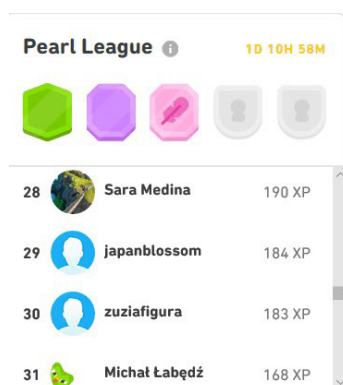 Pearl League
1D 10H 58M
28 Sara Medina 190 XP
29 japanblossom 184 XP
30 zuziafigura 183 XP
31 Michał Łabędź 168 XP